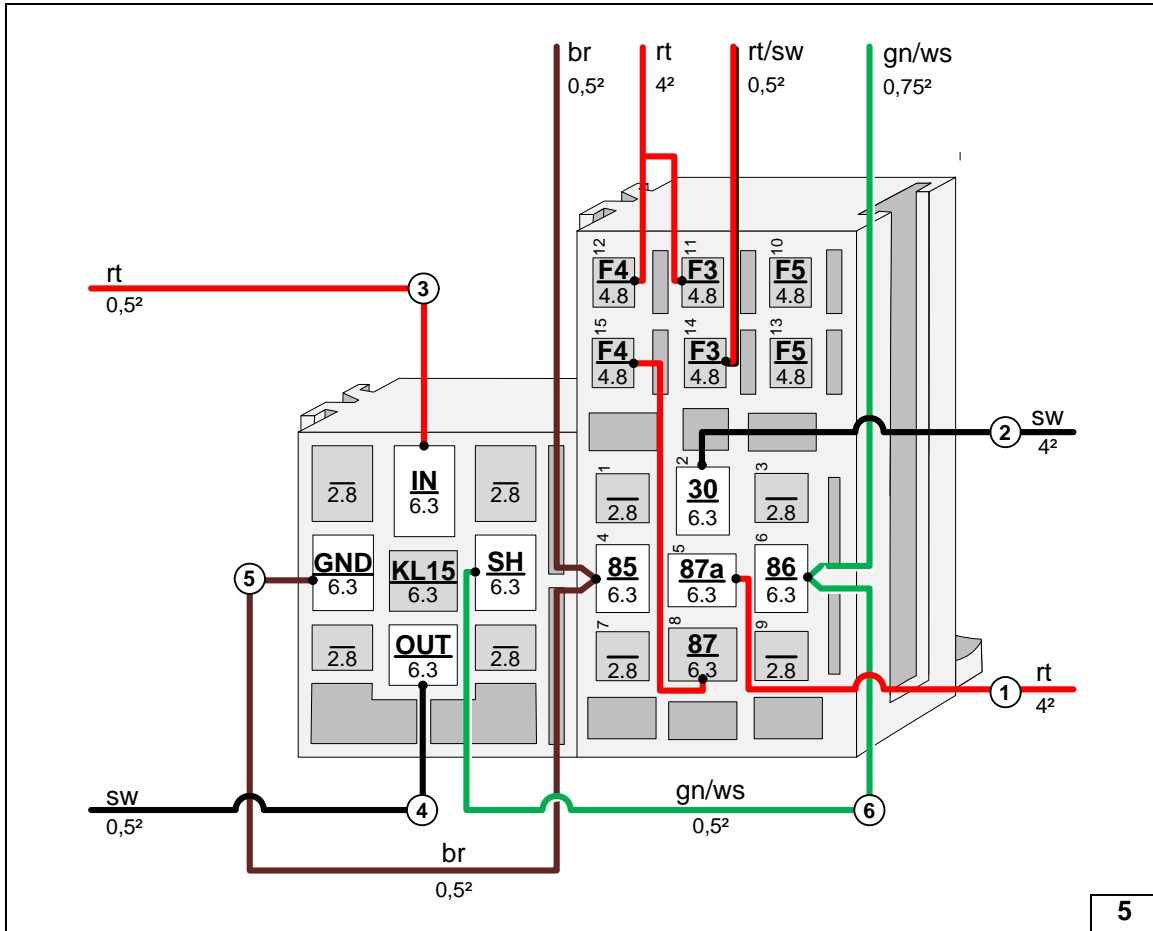 br rt rt/sw gn/ws
0,5² 4² 0,5² 0,75²
12 11 10
F4 F3 F5
4.8 4.8 4.8
15 14 13
F4 F3 F5
4.8 4.8 4.8
rt
0,5²
3
sw
2
4²
1 2 3
2.8 30 2.8
6.3
IN
2.8 6.3 2.8
4 5 6
85 87a 86
6.3 6.3 6.3
5
GND KL15 SH
6.3 6.3 6.3
7 8 9
2.8 87 2.8
6.3
OUT
2.8 6.3 2.8
rt
1
4²
sw
0,5²
4
gn/ws
0,5²
6
br
0,5²
5